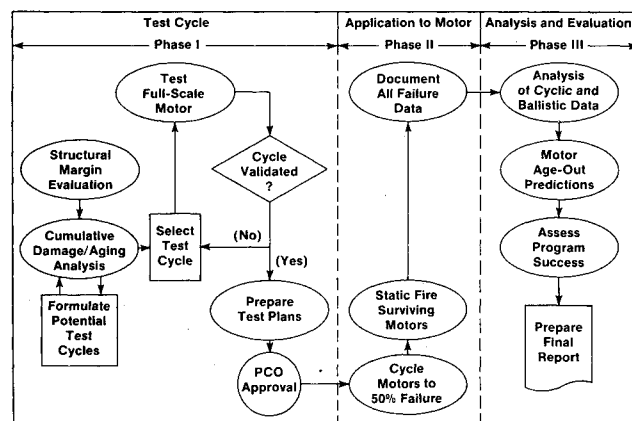 Test Cycle
Phase I
Application to Motor
Phase II
Analysis and Evaluation
Phase III
Test
Full-Scale
Motor
Structural
Margin
Evaluation
Cycle
Validated
?
Cumulative
Damage/Aging
Analysis
Select
Test
Cycle
(No)
(Yes)
Formulate
Potential
Test
Cycles
Prepare
Test Plans
PCO
Approval
Document
All Failure
Data
Static Fire
Surviving
Motors
Cycle
Motors to
50% Failure
Analysis
of Cyclic and
Ballistic Data
Motor
Age-Out
Predictions
Assess
Program
Success
Prepare
Final
Report